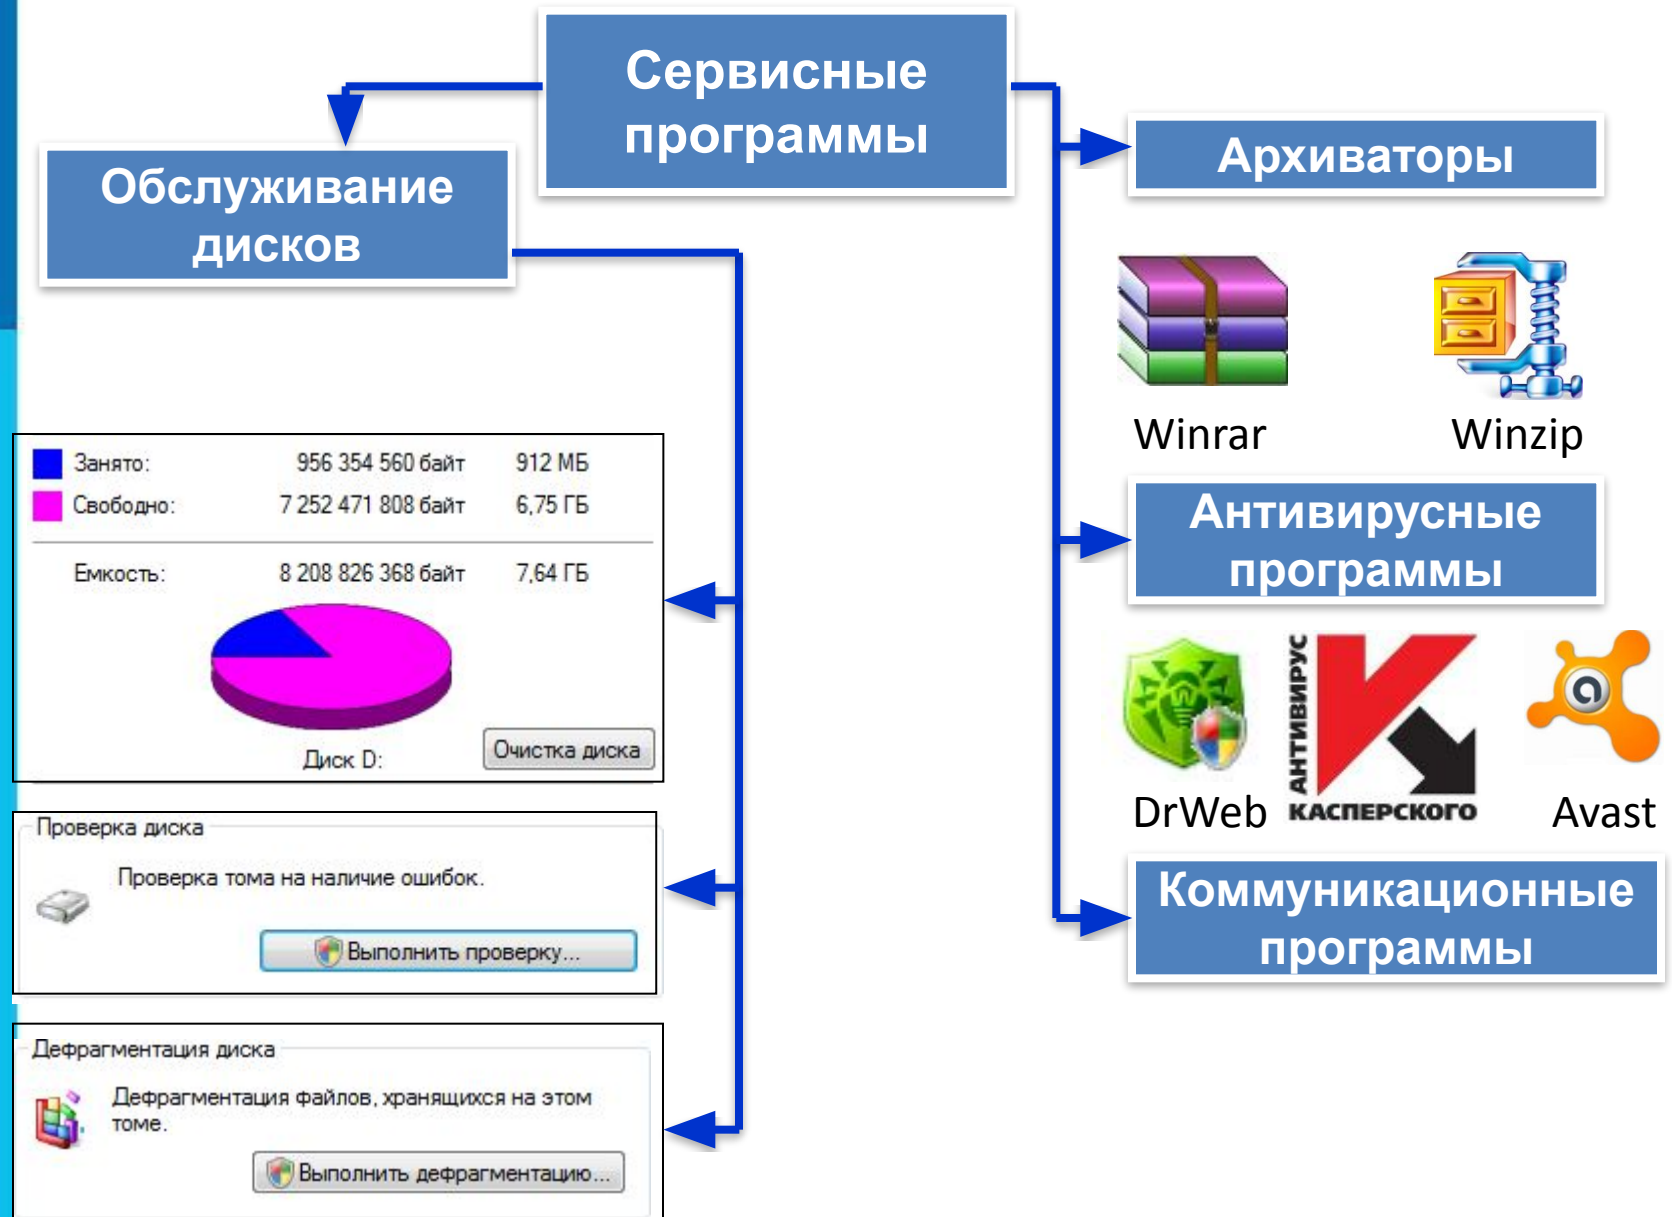 Сервисные
программы
Обслуживание
дисков
Занято: 956 354 560 байт 912 МБ
Свободно: 7 252 471 808 байт 6,75 ГБ
Емкость: 8 208 826 368 байт 7,64 ГБ
Диск D:
Очистка диска
Проверка диска
Проверка тома на наличие ошибок.
Выполнить проверку...
Дефрагментация диска
Дефрагментация файлов, хранящихся на этом
томе.
Выполнить дефрагментацию...
Архиваторы
Winrar
Winzip
Антивирусные
программы
DrWeb
АНТИВИРУС
КАСПЕРСКОГО
a
Avast
Коммуникационные
программы